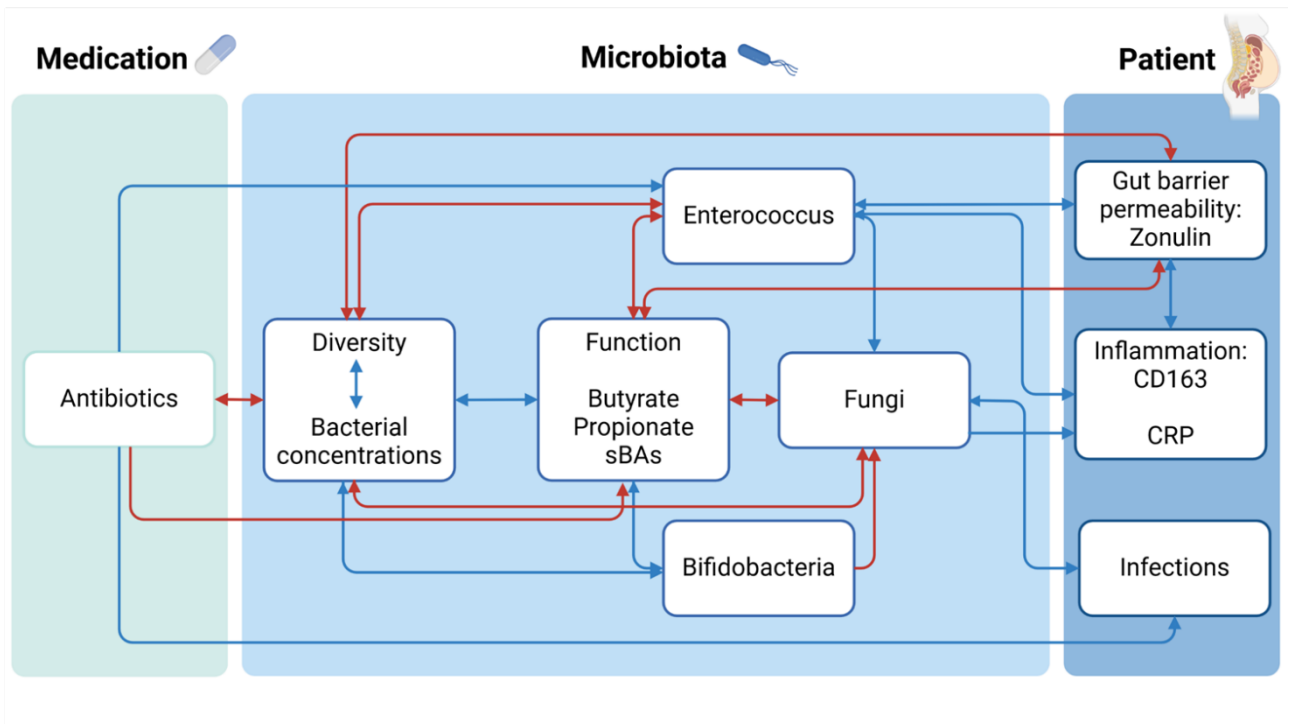 Medication
Microbiota
Patient
Enterococcus
Gut barrier
permeability:
Zonulin
Antibiotics
Diversity
Bacterial
concentrations
Function
Butyrate
Propionate
sBAs
Fungi
Inflammation:
CD163
CRP
Bifidobacteria
Infections